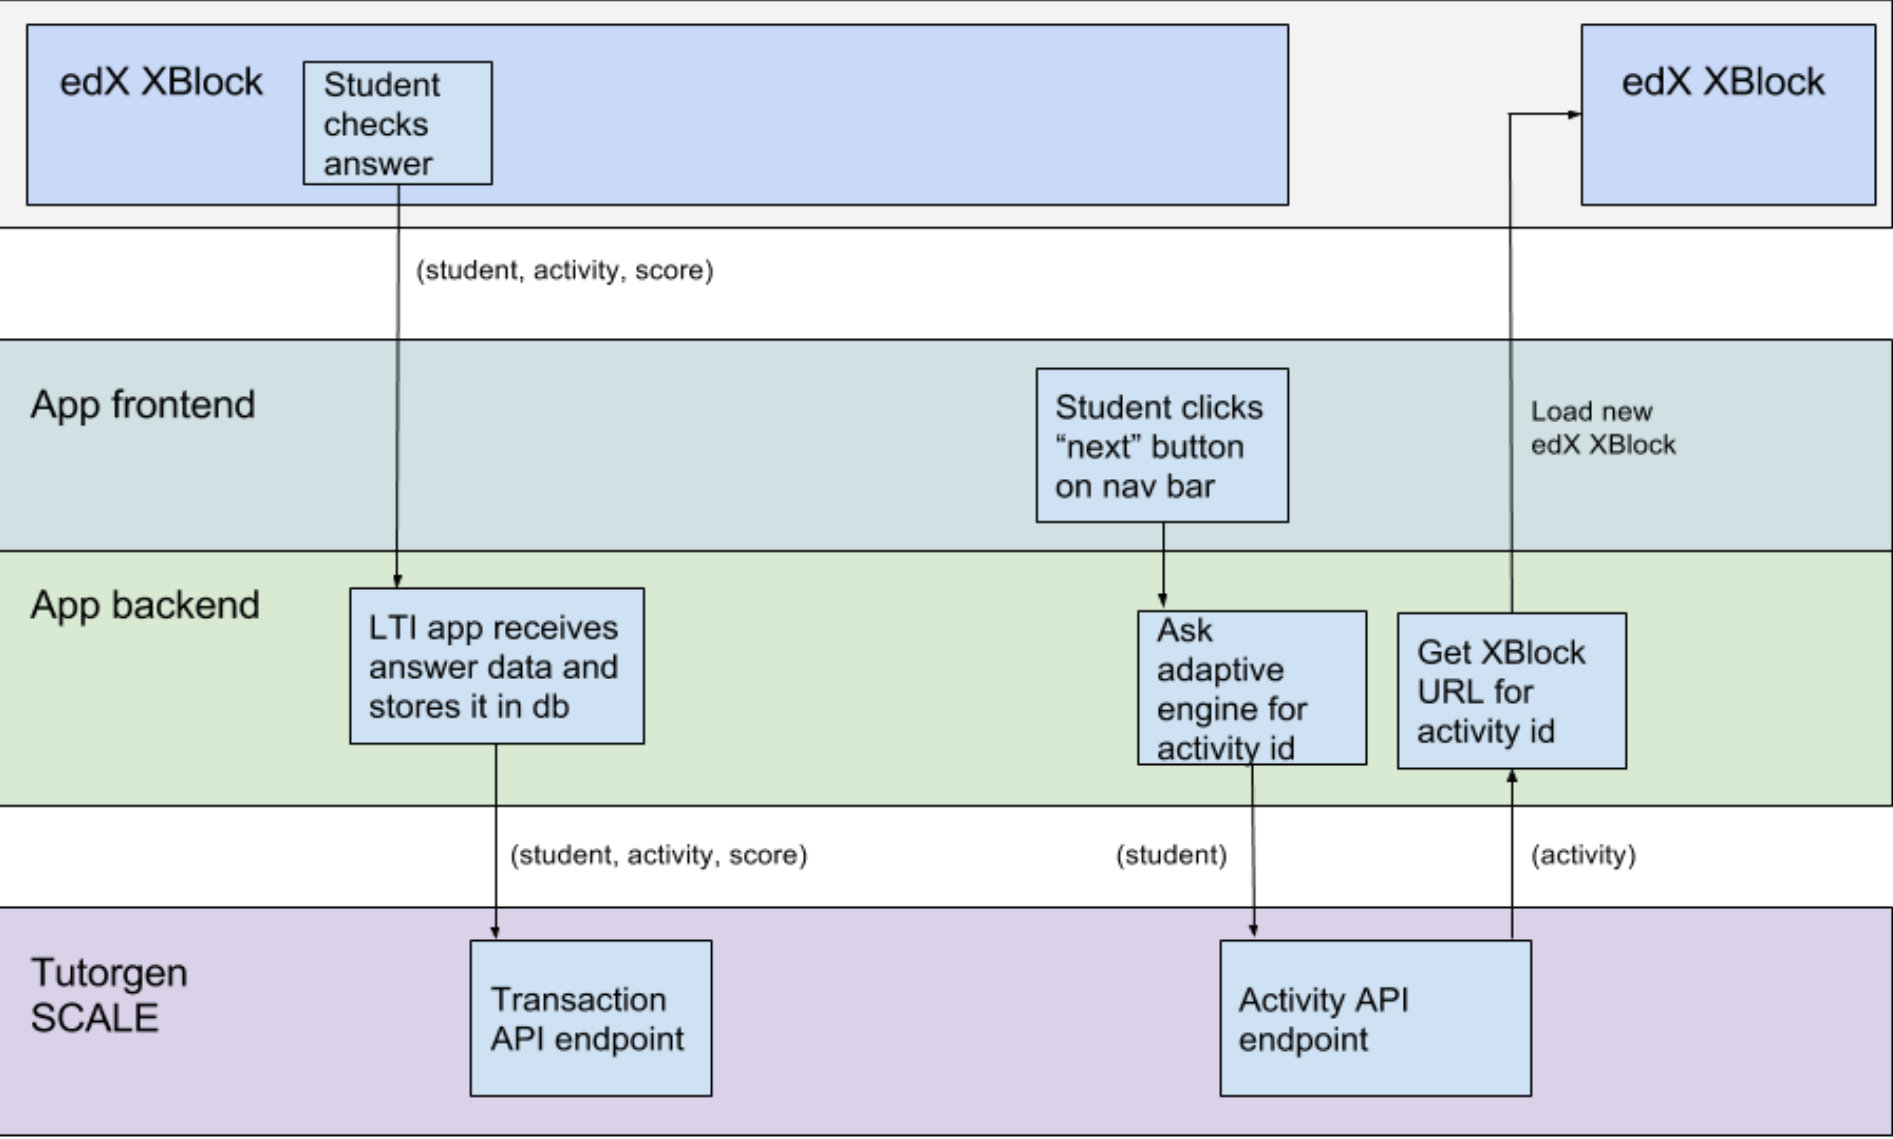 edX XBlock
Student
checks
answer
edX XBlock
(student, activity, score)
App frontend
Student clicks
“next” button
on nav bar
Load new
edX XBlock
App backend
LTI app receives
answer data and
stores it in db
Ask
adaptive
engine for
activity id
Get XBlock
URL for
activity id
(student, activity, score)
(student)
(activity)
Tutorgen
SCALE
Transaction
API endpoint
Activity API
endpoint